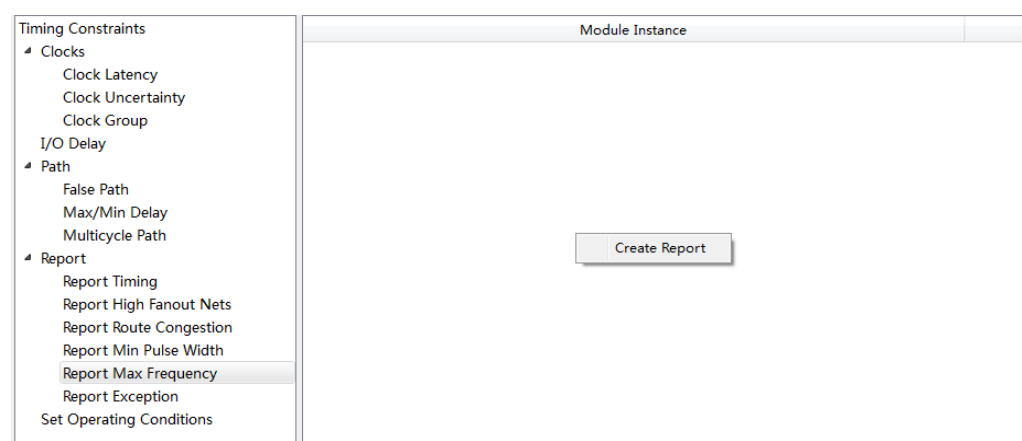 Timing Constraints
Clocks
Clock Latency
Clock Uncertainty
Clock Group
I/O Delay
Path
False Path
Max/Min Delay
Multicycle Path
Report
Report Timing
Report High Fanout Nets
Report Route Congestion
Report Min Pulse Width
Report Max Frequency
Report Exception
Set Operating Conditions
Module Instance
Create Report